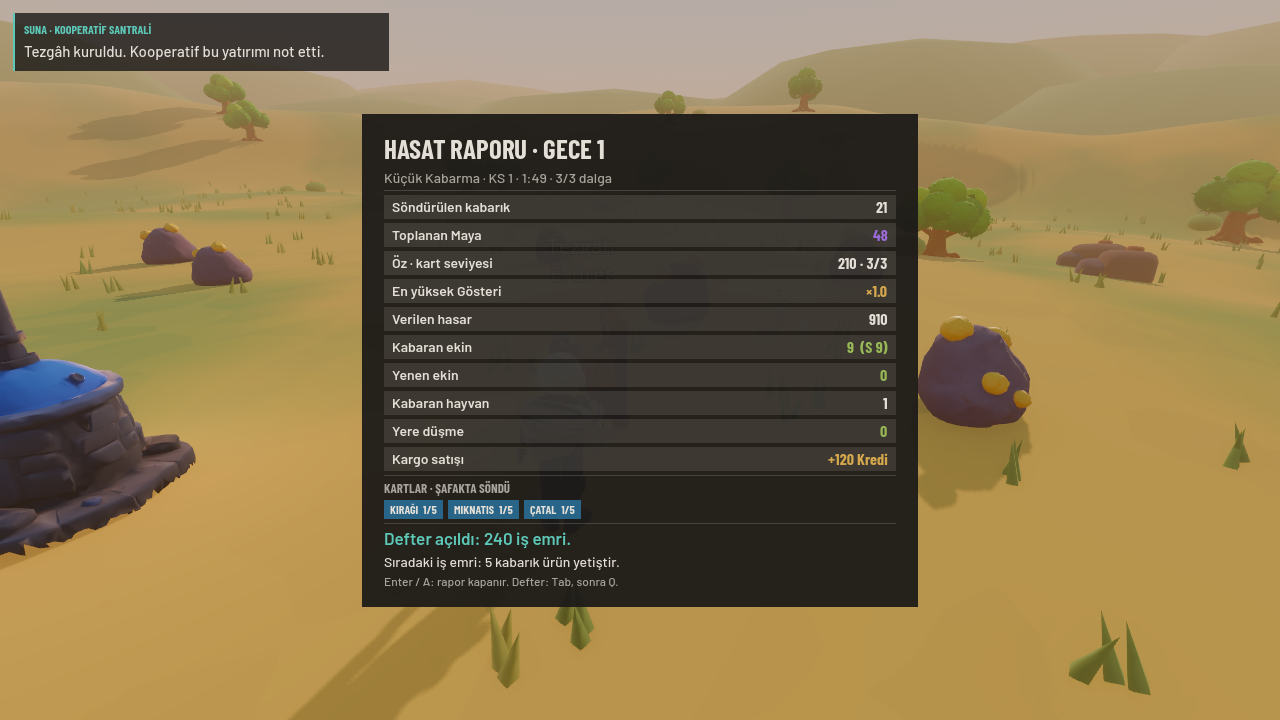 SUNA · KOOPERATİF SANTRALİ
Tezgâh kuruldu. Kooperatif bu yatırımı not etti.
HASAT RAPORU · GECE 1
Küçük Kabarma · KS 1 · 1:49 · 3/3 dalga
Söndürülen kabarık 21
Toplanan Maya 48
Öz · kart seviyesi 210 · 3/3
En yüksek Gösteri ×1.0
Verilen hasar 910
Kabaran ekin 9 (S 9)
Yenen ekin 0
Kabaran hayvan 1
Yere düşme 0
Kargo satışı +120 Kredi
KARTLAR · ŞAFAKTA SÖNDÜ
KIRAĞI 1/5 MIKNATIS 1/5 ÇATAL 1/5
Defter açıldı: 240 iş emri.
Sıradaki iş emri: 5 kabarık ürün yetiştir.
Enter / A: rapor kapanır. Defter: Tab, sonra Q.